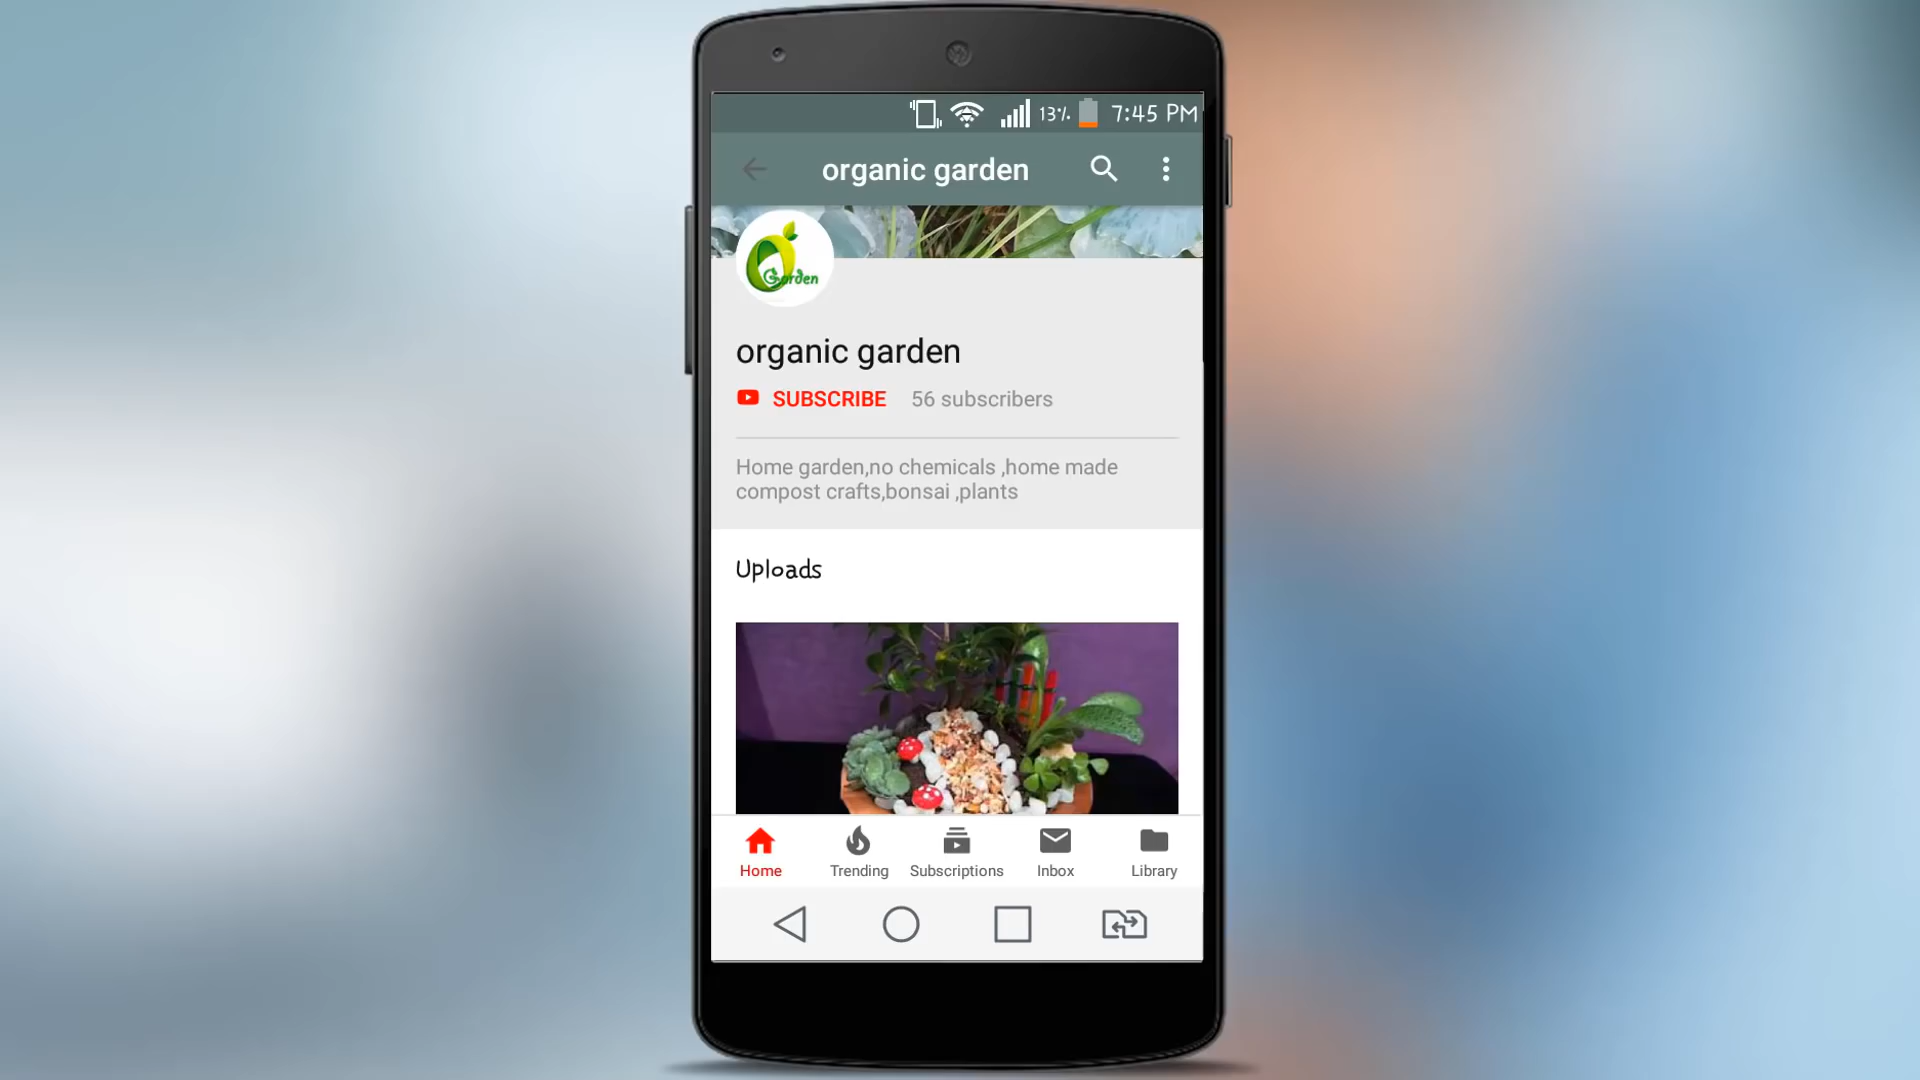 13% 7:45 PM
organic garden
Garden
organic garden
SUBSCRIBE 56 subscribers
Home garden,no chemicals ,home made
compost crafts,bonsai ,plants
Uploads
Home Trending Subscriptions Inbox Library